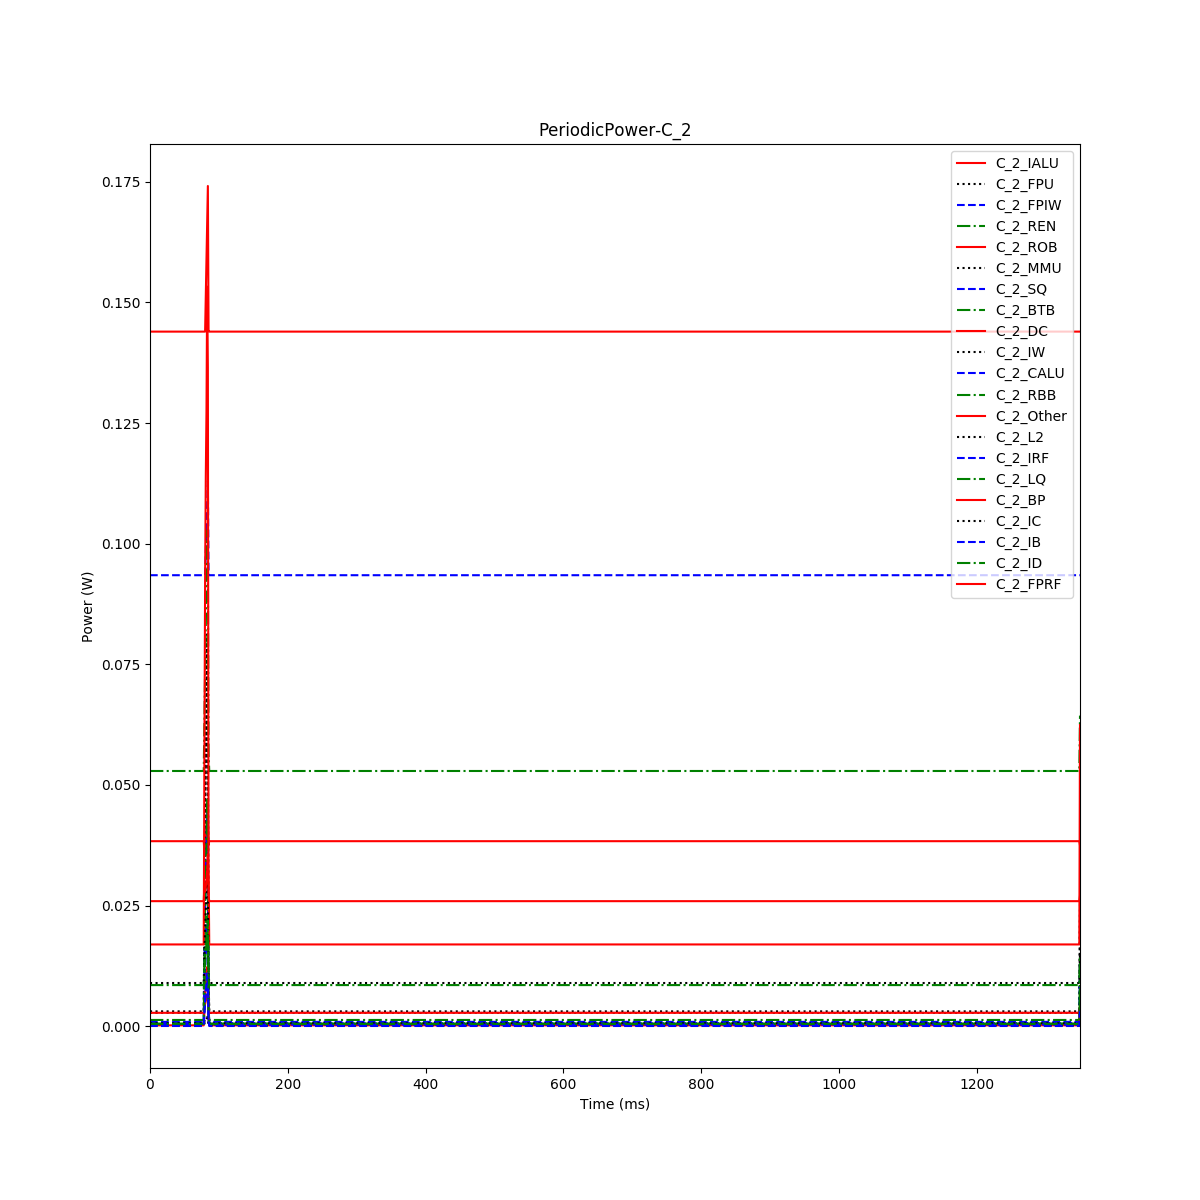 PeriodicPower-C_2
0.175
0.150
0.125
0.100
0.075
0.050
0.025
0.000
Power (W)
C_2_IALU
C_2_FPU
C_2_FPIW
C_2_REN
C_2_ROB
C_2_MMU
C_2_SQ
C_2_BTB
C_2_DC
C_2_IW
C_2_CALU
C_2_RBB
C_2_Other
C_2_L2
C_2_IRF
C_2_LQ
C_2_BP
C_2_IC
C_2_IB
C_2_ID
C_2_FPRF
0 200 400 600 800 1000 1200
Time (ms)